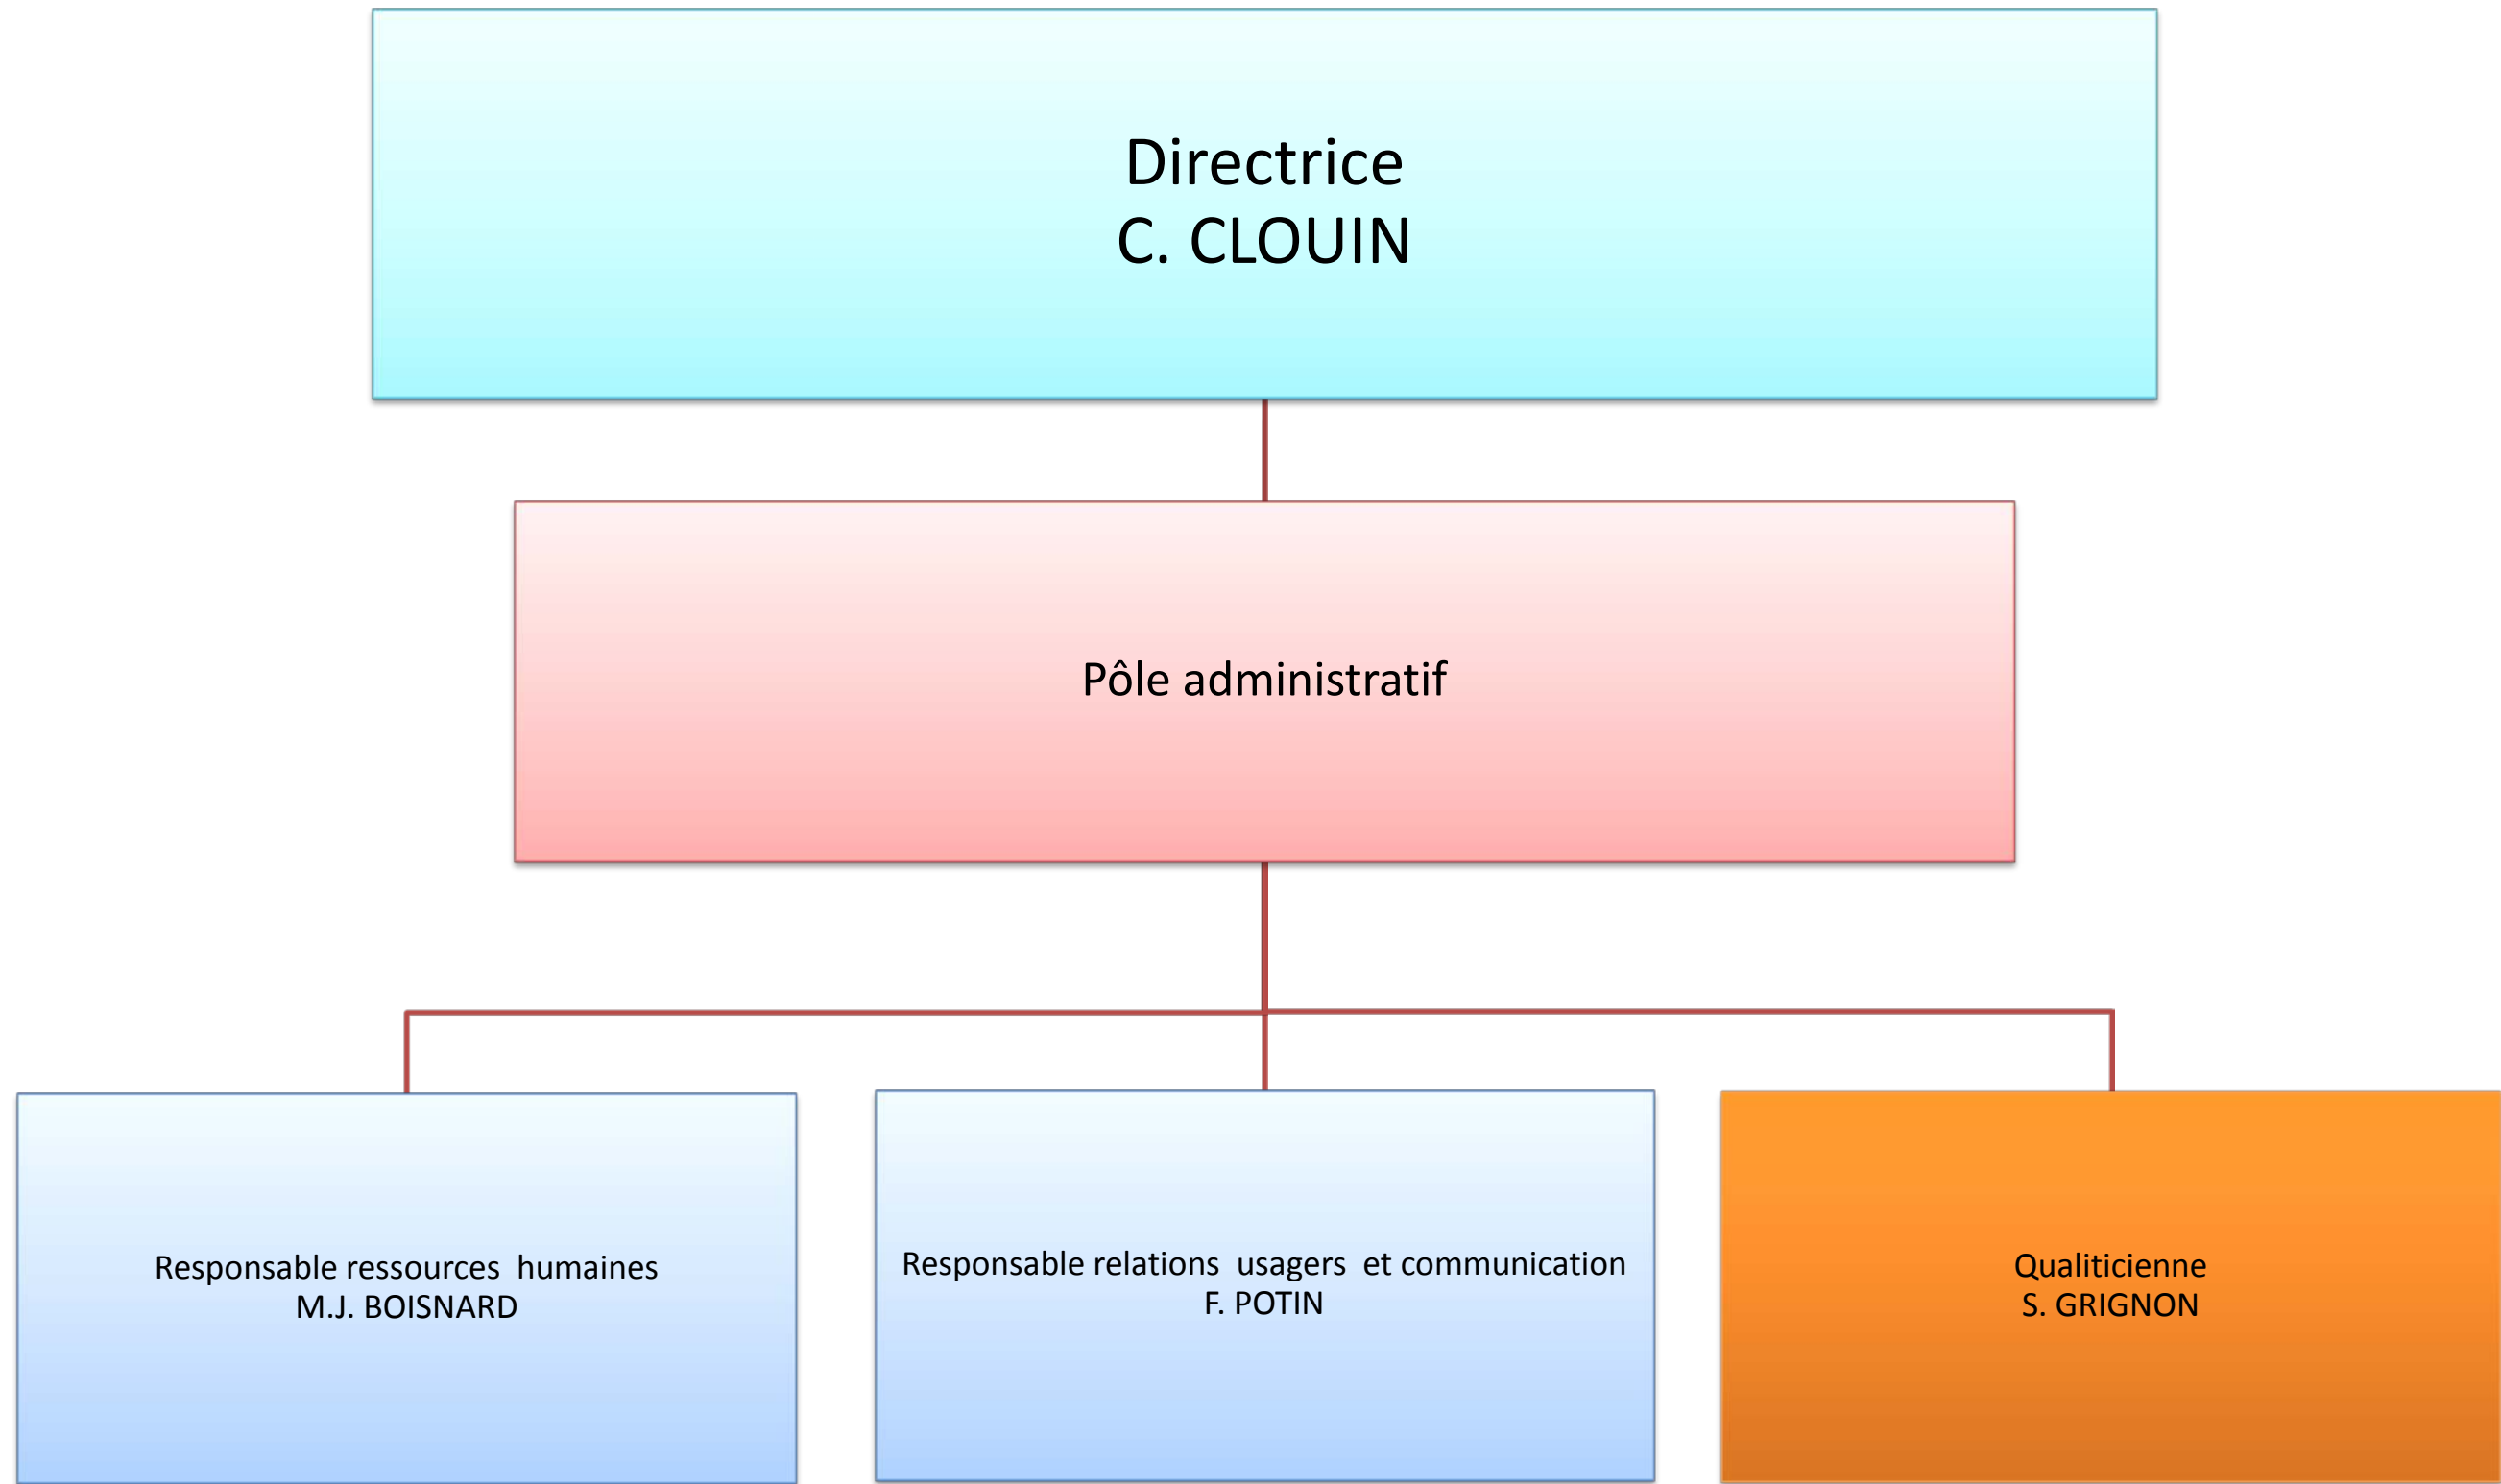 Directrice
C. CLOUIN
Pôle administratif
Responsable ressources  humaines
M.J. BOISNARD
Responsable relations  usagers  et communication
F. POTIN
Qualiticienne
S. GRIGNON